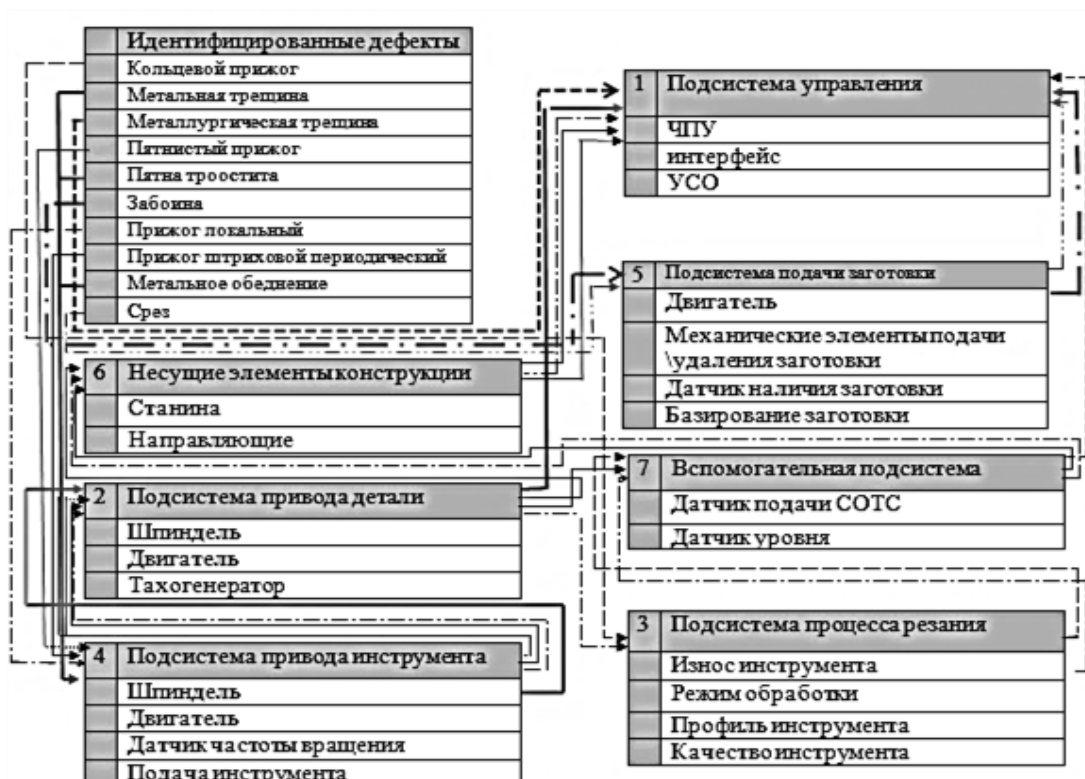 Идентифицированные дефекты
Кольцевой прижог
Метальная трещина
Металлургическая трещина
Пятнистый прижог
Пятна троостита
Забоина
Прижог локальный
Прижог штриховой периодический
Метальное обеднение
Срез
6 Несущие элементы конструкции
Станина
Направляющие
2 Подсистема привода детали
Шпиндель
Двигатель
Тахогенератор
4 Подсистема привода инструмента
Шпиндель
Двигатель
Датчик частоты вращения
Подача инструмента
1 Подсистема управления
ЧПУ
интерфейс
УСО
5 Подсистема подачи заготовки
Двигатель
Механические элементы подачи
\удаления заготовки
Датчик наличия заготовки
Базирование заготовки
7 Вспомогательная подсистема
Датчик подачи СОТС
Датчик уровня
3 Подсистема процесса резания
Износ инструмента
Режим обработки
Профиль инструмента
Качество инструмента